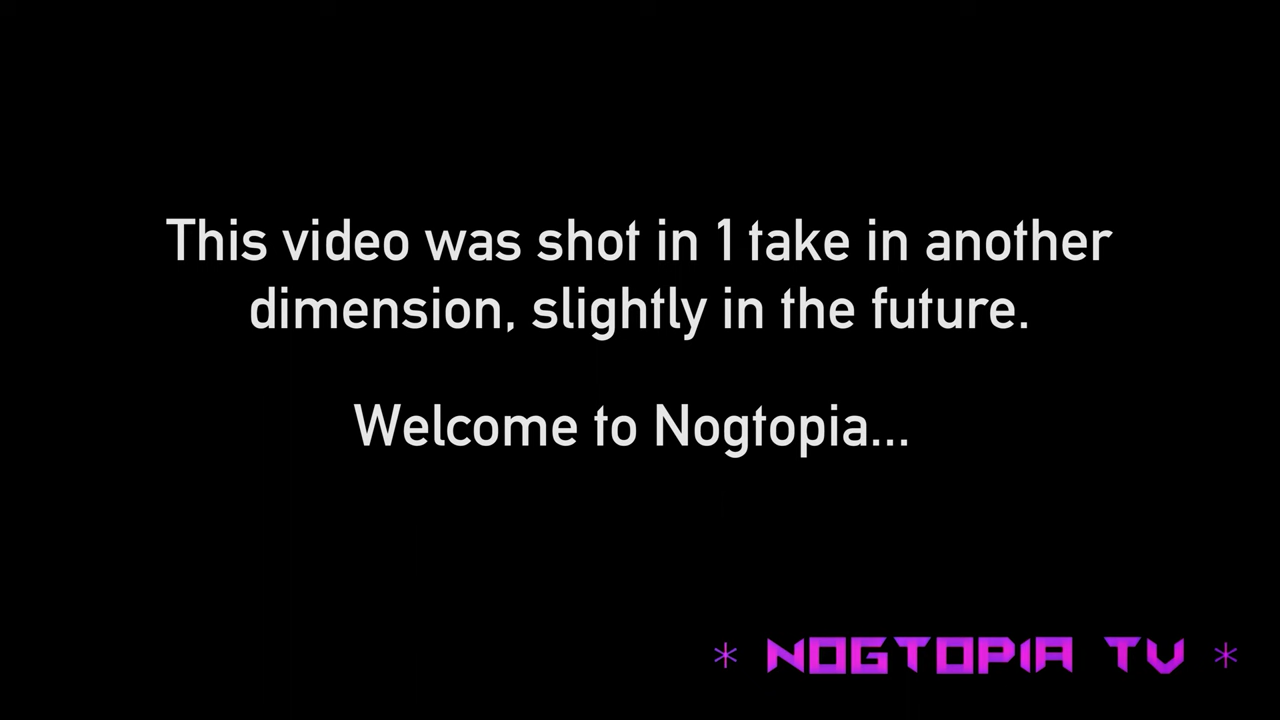 This video was shot in 1 take in another
dimension, slightly in the future.
Welcome to Nogtopia...
* NOGTOPIA TV *